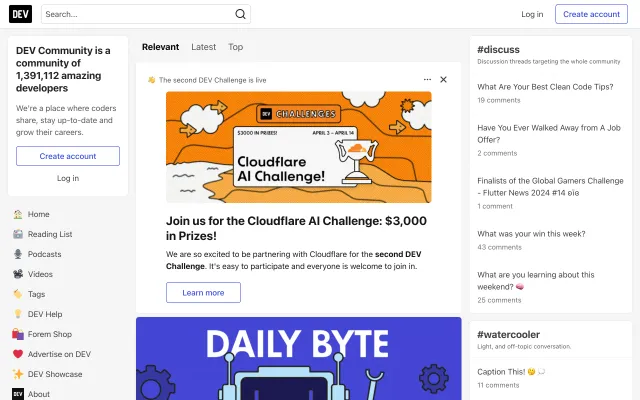 DEV
Search...
Log in
Create account
DEV Community is a
community of
1,391,112 amazing
developers
We're a place where coders
share, stay up-to-date and
grow their careers.
Create account
Log in
Home
Reading List
Podcasts
Videos
Tags
DEV Help
Forem Shop
Advertise on DEV
DEV Showcase
DEV
About
Relevant
Latest
Top
👋 The second DEV Challenge is live
DEV
CHALLENGES
$3000 IN PRIZES!
APRIL 3 – APRIL 14
Cloudflare
AI Challenge!
Join us for the Cloudflare AI Challenge: $3,000
in Prizes!
We are so excited to be partnering with Cloudflare for the second DEV
Challenge. It's easy to participate and everyone is welcome to join in.
Learn more
DAILY BYTE
#discuss
Discussion threads targeting the whole community
What Are Your Best Clean Code Tips?
19 comments
Have You Ever Walked Away from A Job
Offer?
2 comments
Finalists of the Global Gamers Challenge
- Flutter News 2024 #14 ʚїɞ
1 comment
What was your win this week?
43 comments
What are you learning about this
weekend? 🧠
25 comments
#watercooler
Light, and off-topic conversation.
Caption This! 🤔💭
11 comments